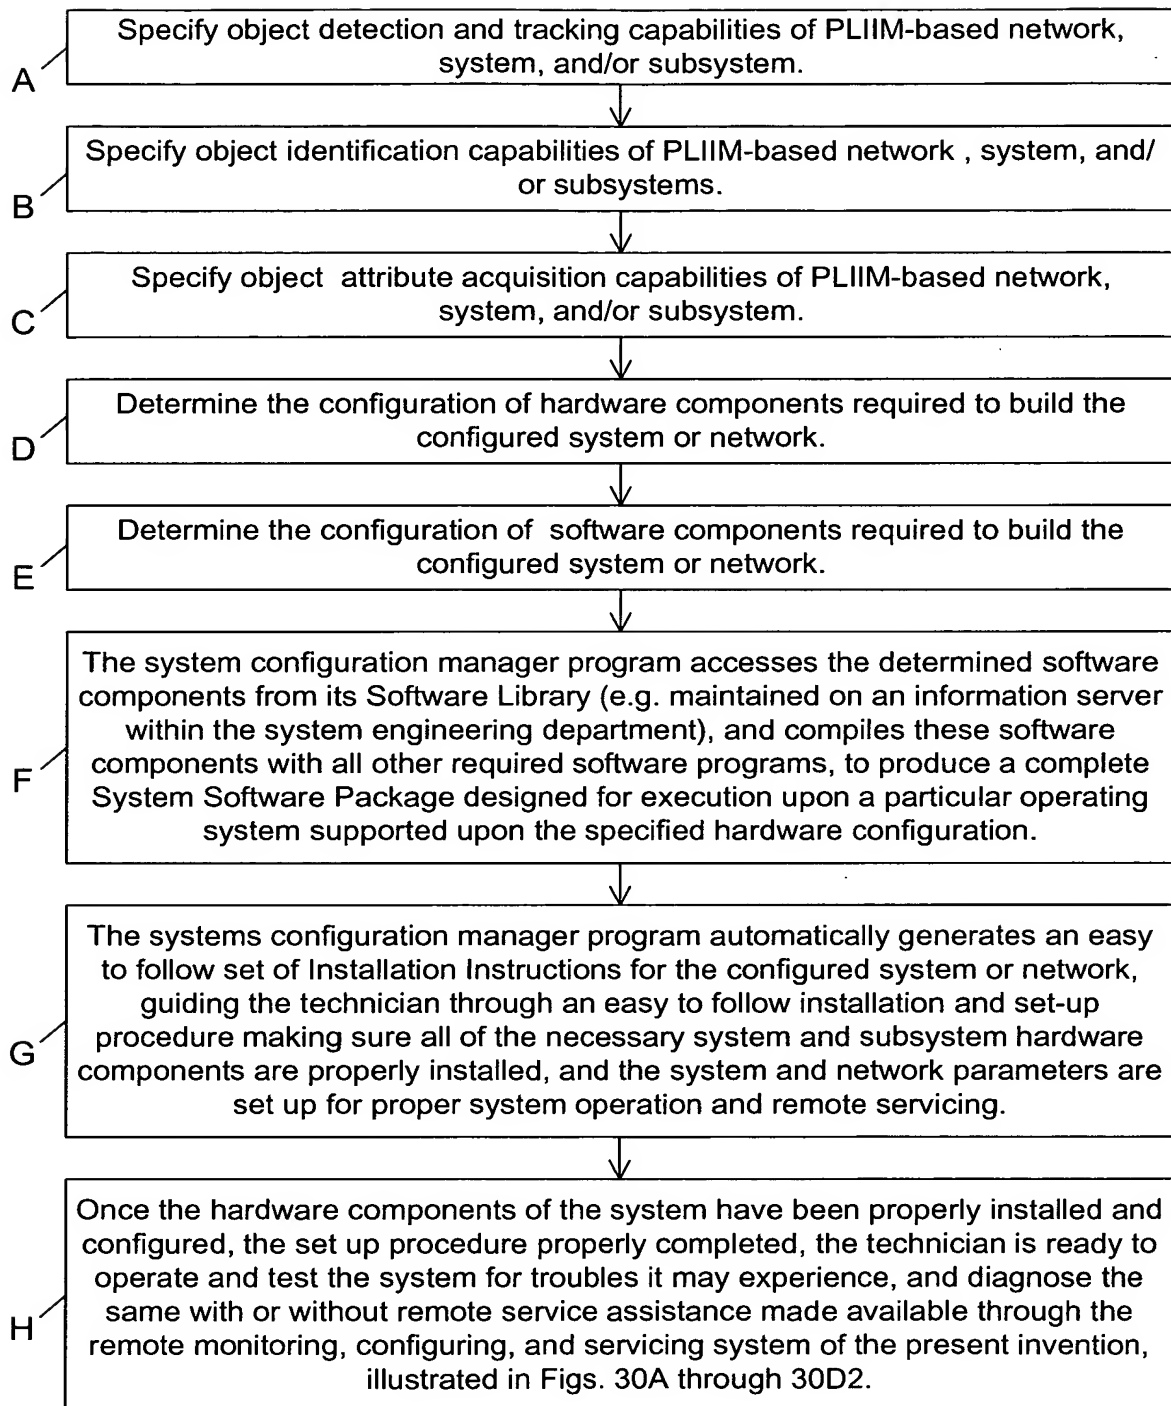 Specify object detection and tracking capabilities of PLIIM-based network,
system, and/or subsystem.
A
Specify object identification capabilities of PLIIM-based network , system, and/
or subsystems.
B
Specify object attribute acquisition capabilities of PLIIM-based network,
system, and/or subsystem.
C
Determine the configuration of hardware components required to build the
configured system or network.
D
Determine the configuration of software components required to build the
configured system or network.
E
The system configuration manager program accesses the determined software
components from its Software Library (e.g. maintained on an information server
within the system engineering department), and compiles these software
components with all other required software programs, to produce a complete
System Software Package designed for execution upon a particular operating
system supported upon the specified hardware configuration.
F
The systems configuration manager program automatically generates an easy
to follow set of Installation Instructions for the configured system or network,
guiding the technician through an easy to follow installation and set-up
procedure making sure all of the necessary system and subsystem hardware
components are properly installed, and the system and network parameters are
set up for proper system operation and remote servicing.
G
Once the hardware components of the system have been properly installed and
configured, the set up procedure properly completed, the technician is ready to
operate and test the system for troubles it may experience, and diagnose the
same with or without remote service assistance made available through the
remote monitoring, configuring, and servicing system of the present invention,
illustrated in Figs. 30A through 30D2.
H